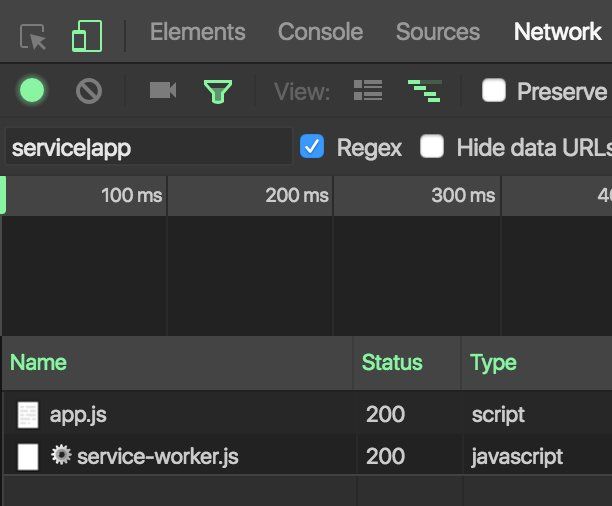 Elements Console Sources Network
View: Preserve
service|app Regex Hide data URLs
100 ms 200 ms 300 ms 40
Name Status Type
app.js 200 script
service-worker.js 200 javascript